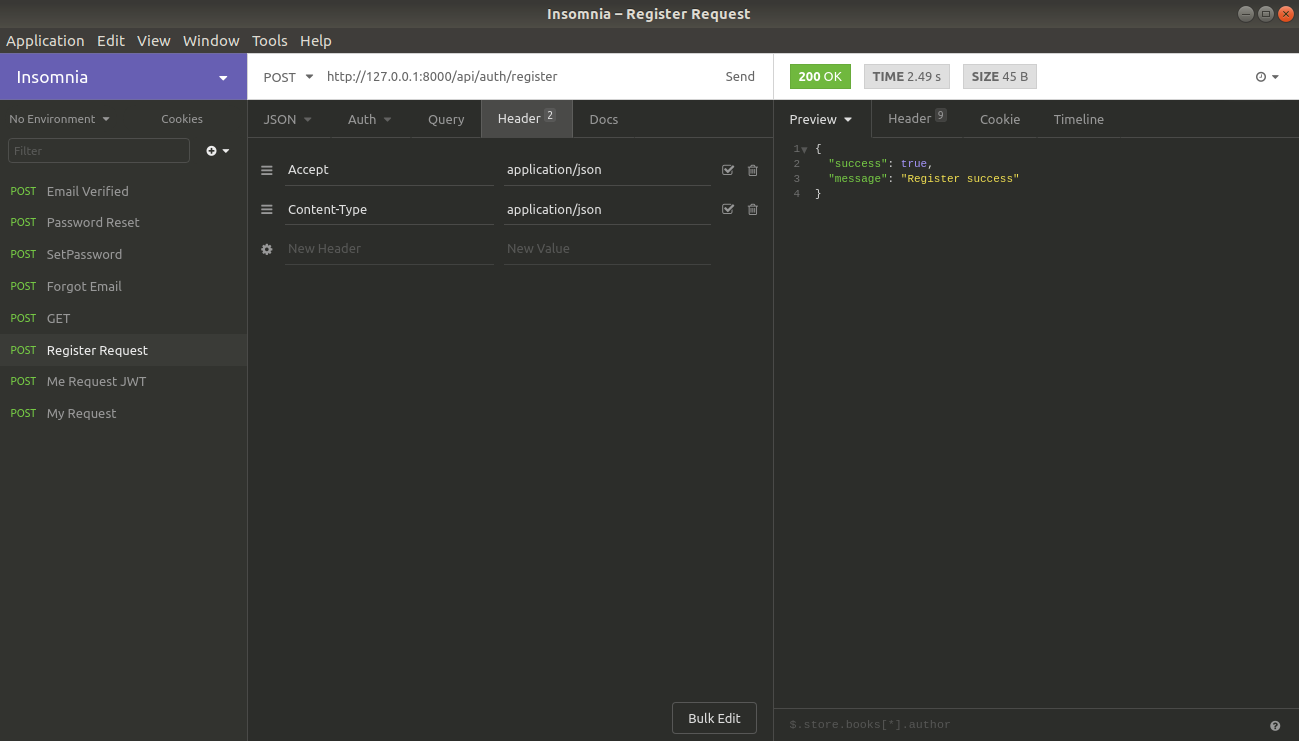 Insomnia – Register Request
Application Edit View Window Tools Help
Insomnia
POST http://127.0.0.1:8000/api/auth/register Send
200 OK TIME 2.49 s SIZE 45 B
No Environment Cookies
JSON Auth Query Header 2 Docs
Preview Header 9 Cookie Timeline
Filter
POST Email Verified
POST Password Reset
POST SetPassword
POST Forgot Email
POST GET
POST Register Request
POST Me Request JWT
POST My Request
Accept application/json
Content-Type application/json
New Header New Value
Bulk Edit
1 {
2 "success": true,
3 "message": "Register success"
4 }
$.store.books[*].author